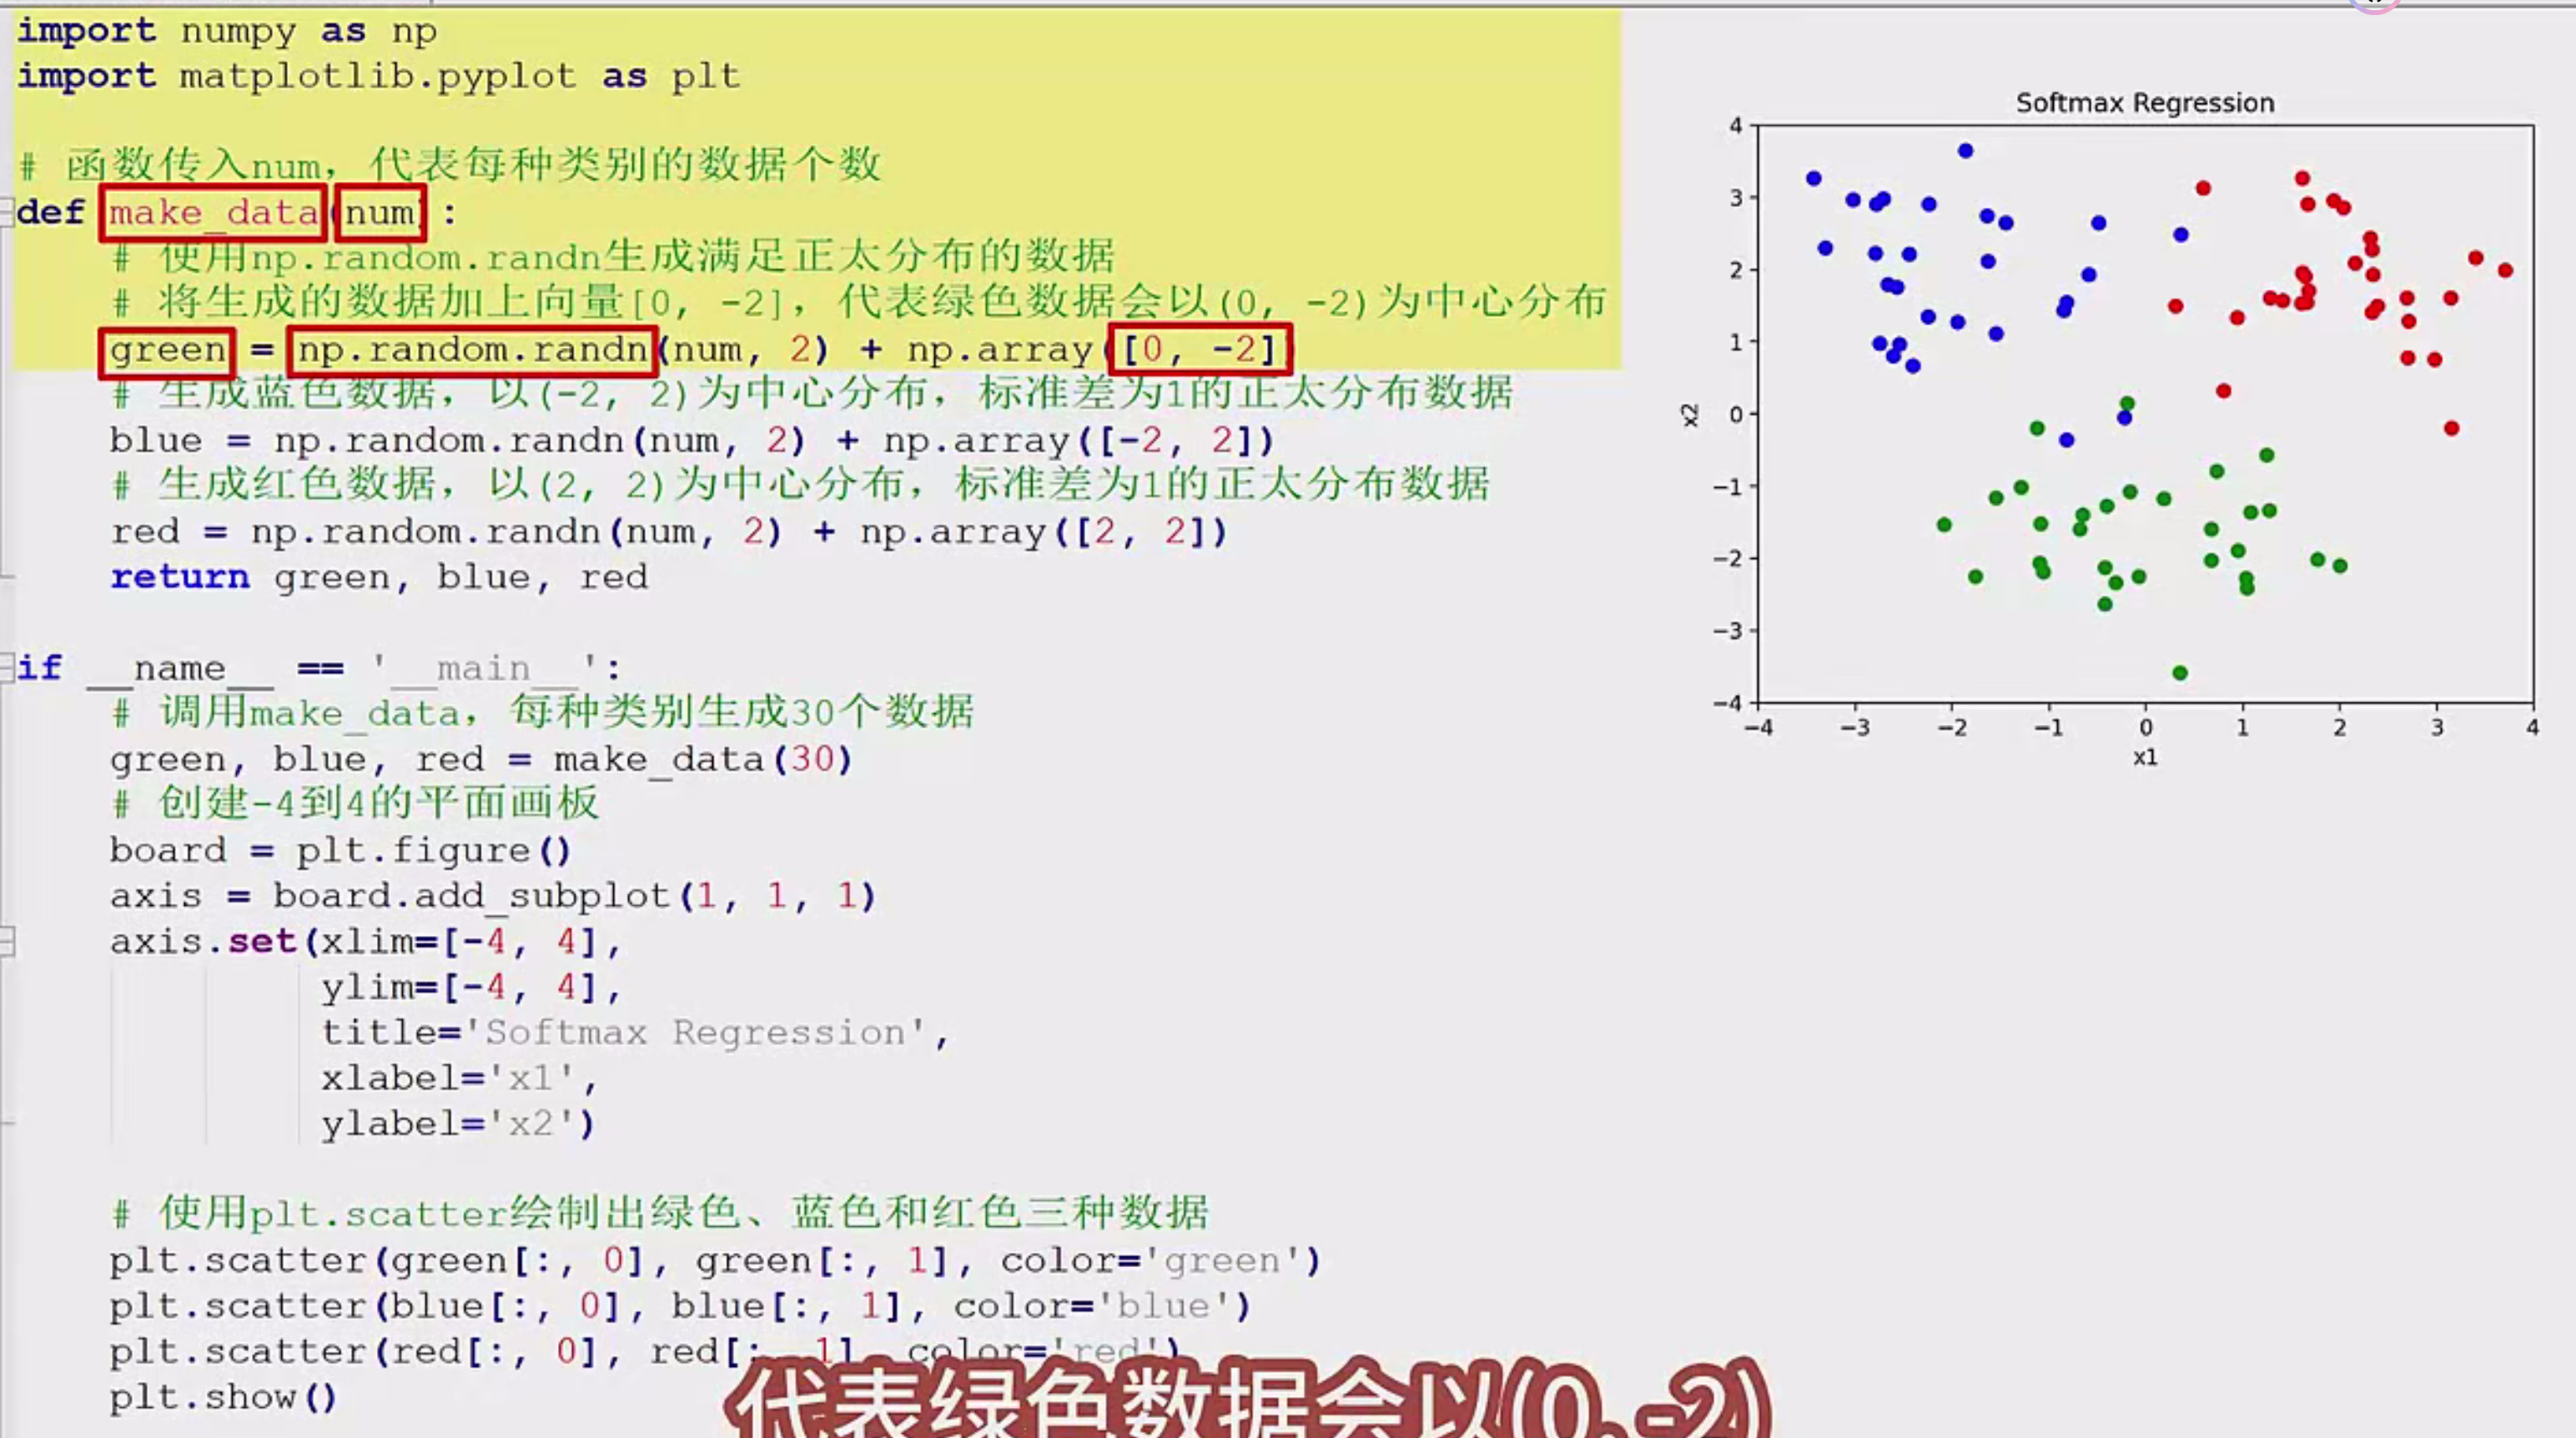 import numpy as np
import matplotlib.pyplot as plt
# 函数传入num，代表每种类别的数据个数
def make_data(num):
# 使用np.random.randn生成满足正太分布的数据
# 将生成的数据加上向量[0, -2]，代表绿色数据会以(0, -2)为中心分布
green = np.random.randn(num, 2) + np.array([0, -2])
# 生成蓝色数据，以(-2, 2)为中心分布，标准差为1的正太分布数据
blue = np.random.randn(num, 2) + np.array([-2, 2])
# 生成红色数据，以(2, 2)为中心分布，标准差为1的正太分布数据
red = np.random.randn(num, 2) + np.array([2, 2])
return green, blue, red
if __name__ == '__main__':
# 调用make_data，每种类别生成30个数据
green, blue, red = make_data(30)
# 创建-4到4的平面画板
board = plt.figure()
axis = board.add_subplot(1, 1, 1)
axis.set(xlim=[-4, 4],
ylim=[-4, 4],
title='Softmax Regression',
xlabel='x1',
ylabel='x2')
# 使用plt.scatter绘制出绿色、蓝色和红色三种数据
plt.scatter(green[:, 0], green[:, 1], color='green')
plt.scatter(blue[:, 0], blue[:, 1], color='blue')
plt.scatter(red[:, 0], red[:, 1], color='red')
plt.show()
Softmax Regression
4
3
2
1
0
−1
−2
−3
−4
x2
−4 −3 −2 −1 0 1 2 3 4
x1
代表绿色数据会以(0,-2)